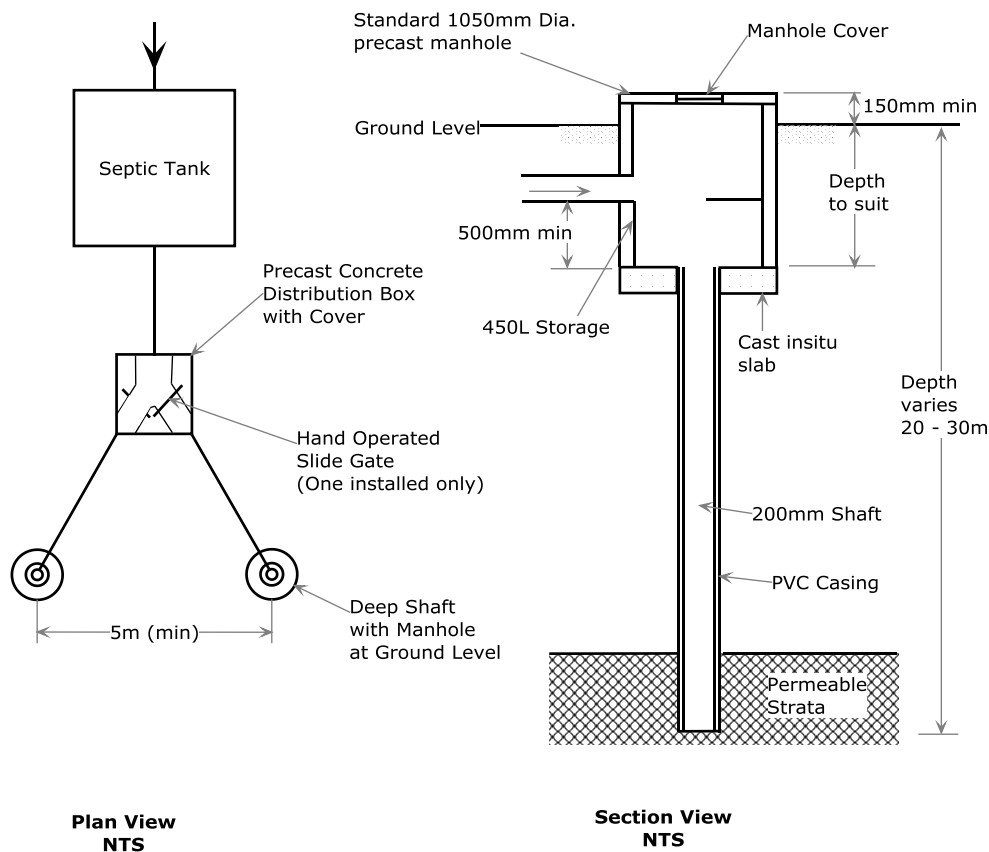 Septic Tank
Precast Concrete
Distribution Box
with Cover
Hand Operated
Slide Gate
(One installed only)
Deep Shaft
with Manhole
at Ground Level
5m (min)
Plan View
NTS
Standard 1050mm Dia.
precast manhole
Manhole Cover
150mm min
Ground Level
Depth
to suit
500mm min
450L Storage
Cast insitu
slab
Depth
varies
20 - 30m
200mm Shaft
PVC Casing
Permeable
Strata
Section View
NTS